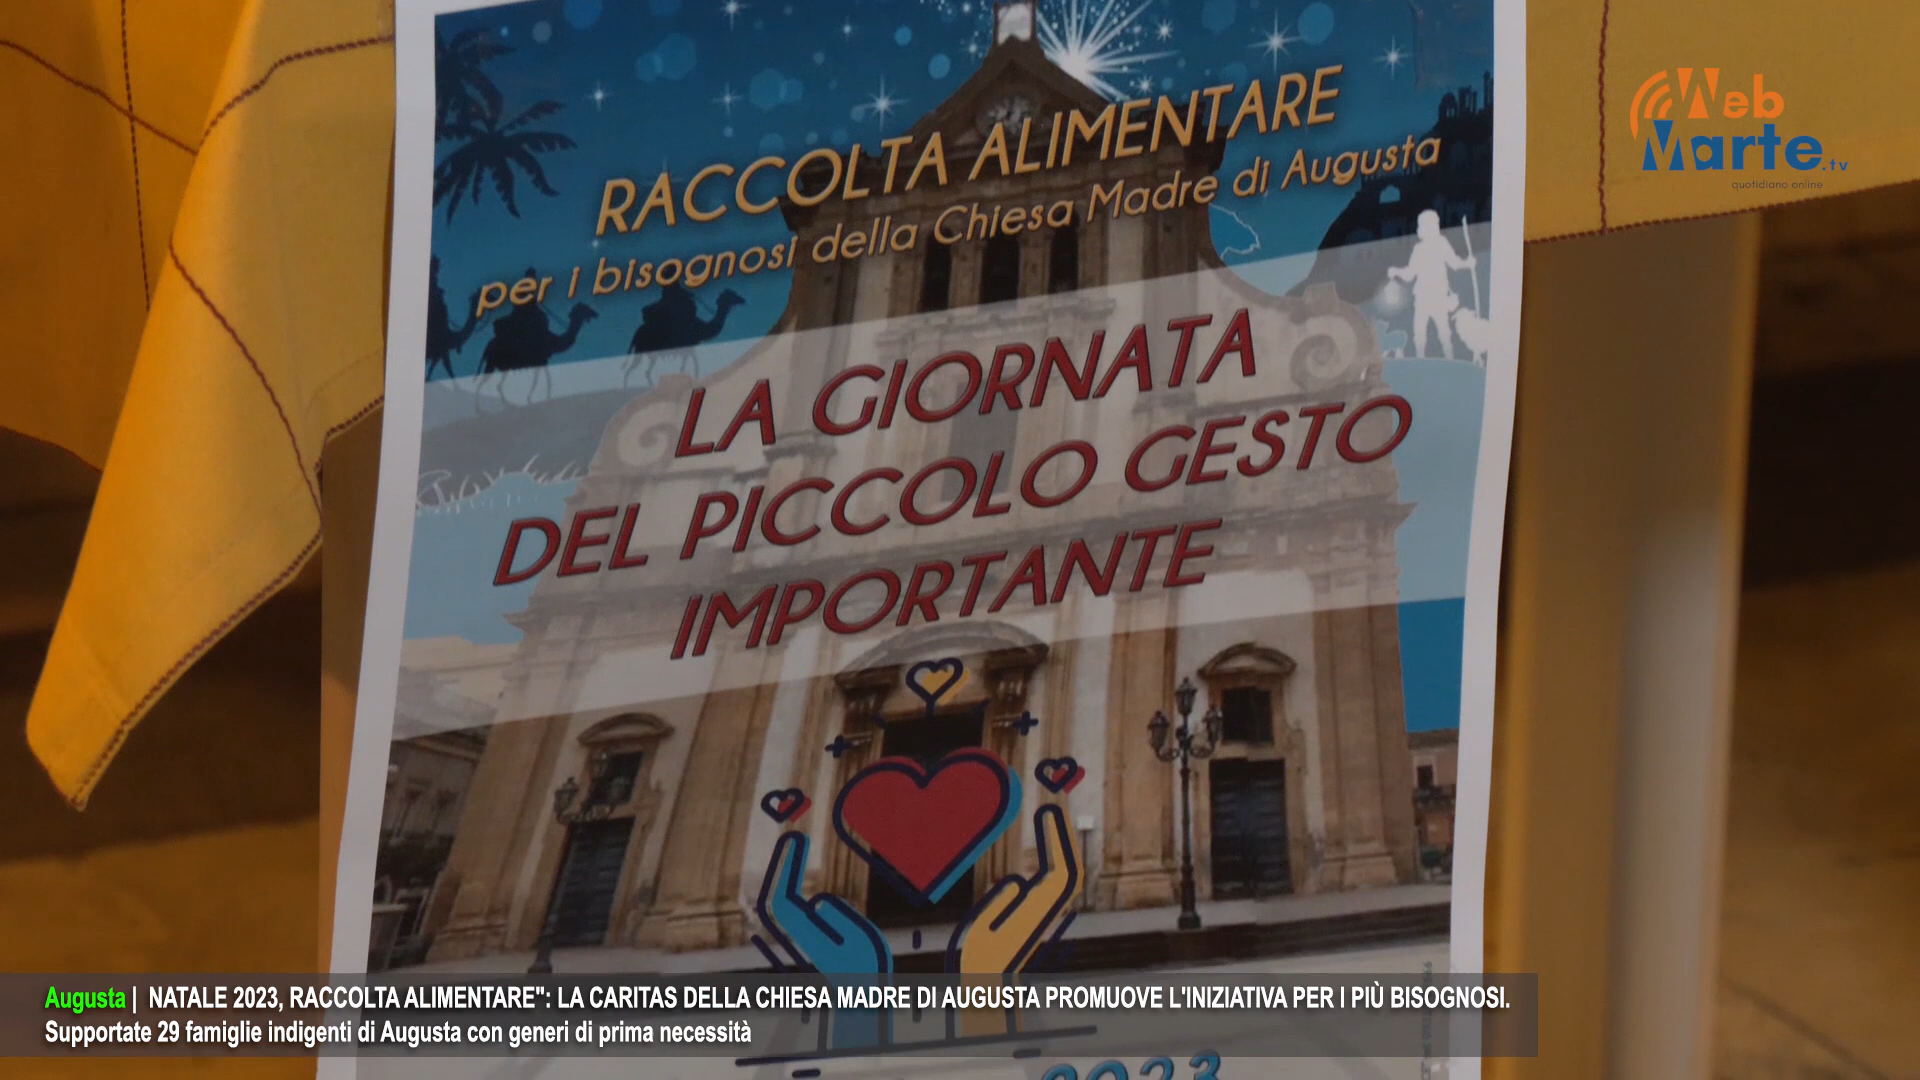 RACCOLTA ALIMENTARE
per i bisognosi della Chiesa Madre di Augusta
LA GIORNATA
DEL PICCOLO GESTO
IMPORTANTE
2023
Web
Marte.tv
quotidiano online
Augusta | NATALE 2023, RACCOLTA ALIMENTARE": LA CARITAS DELLA CHIESA MADRE DI AUGUSTA PROMUOVE L'INIZIATIVA PER I PIÙ BISOGNOSI.
Supportate 29 famiglie indigenti di Augusta con generi di prima necessità